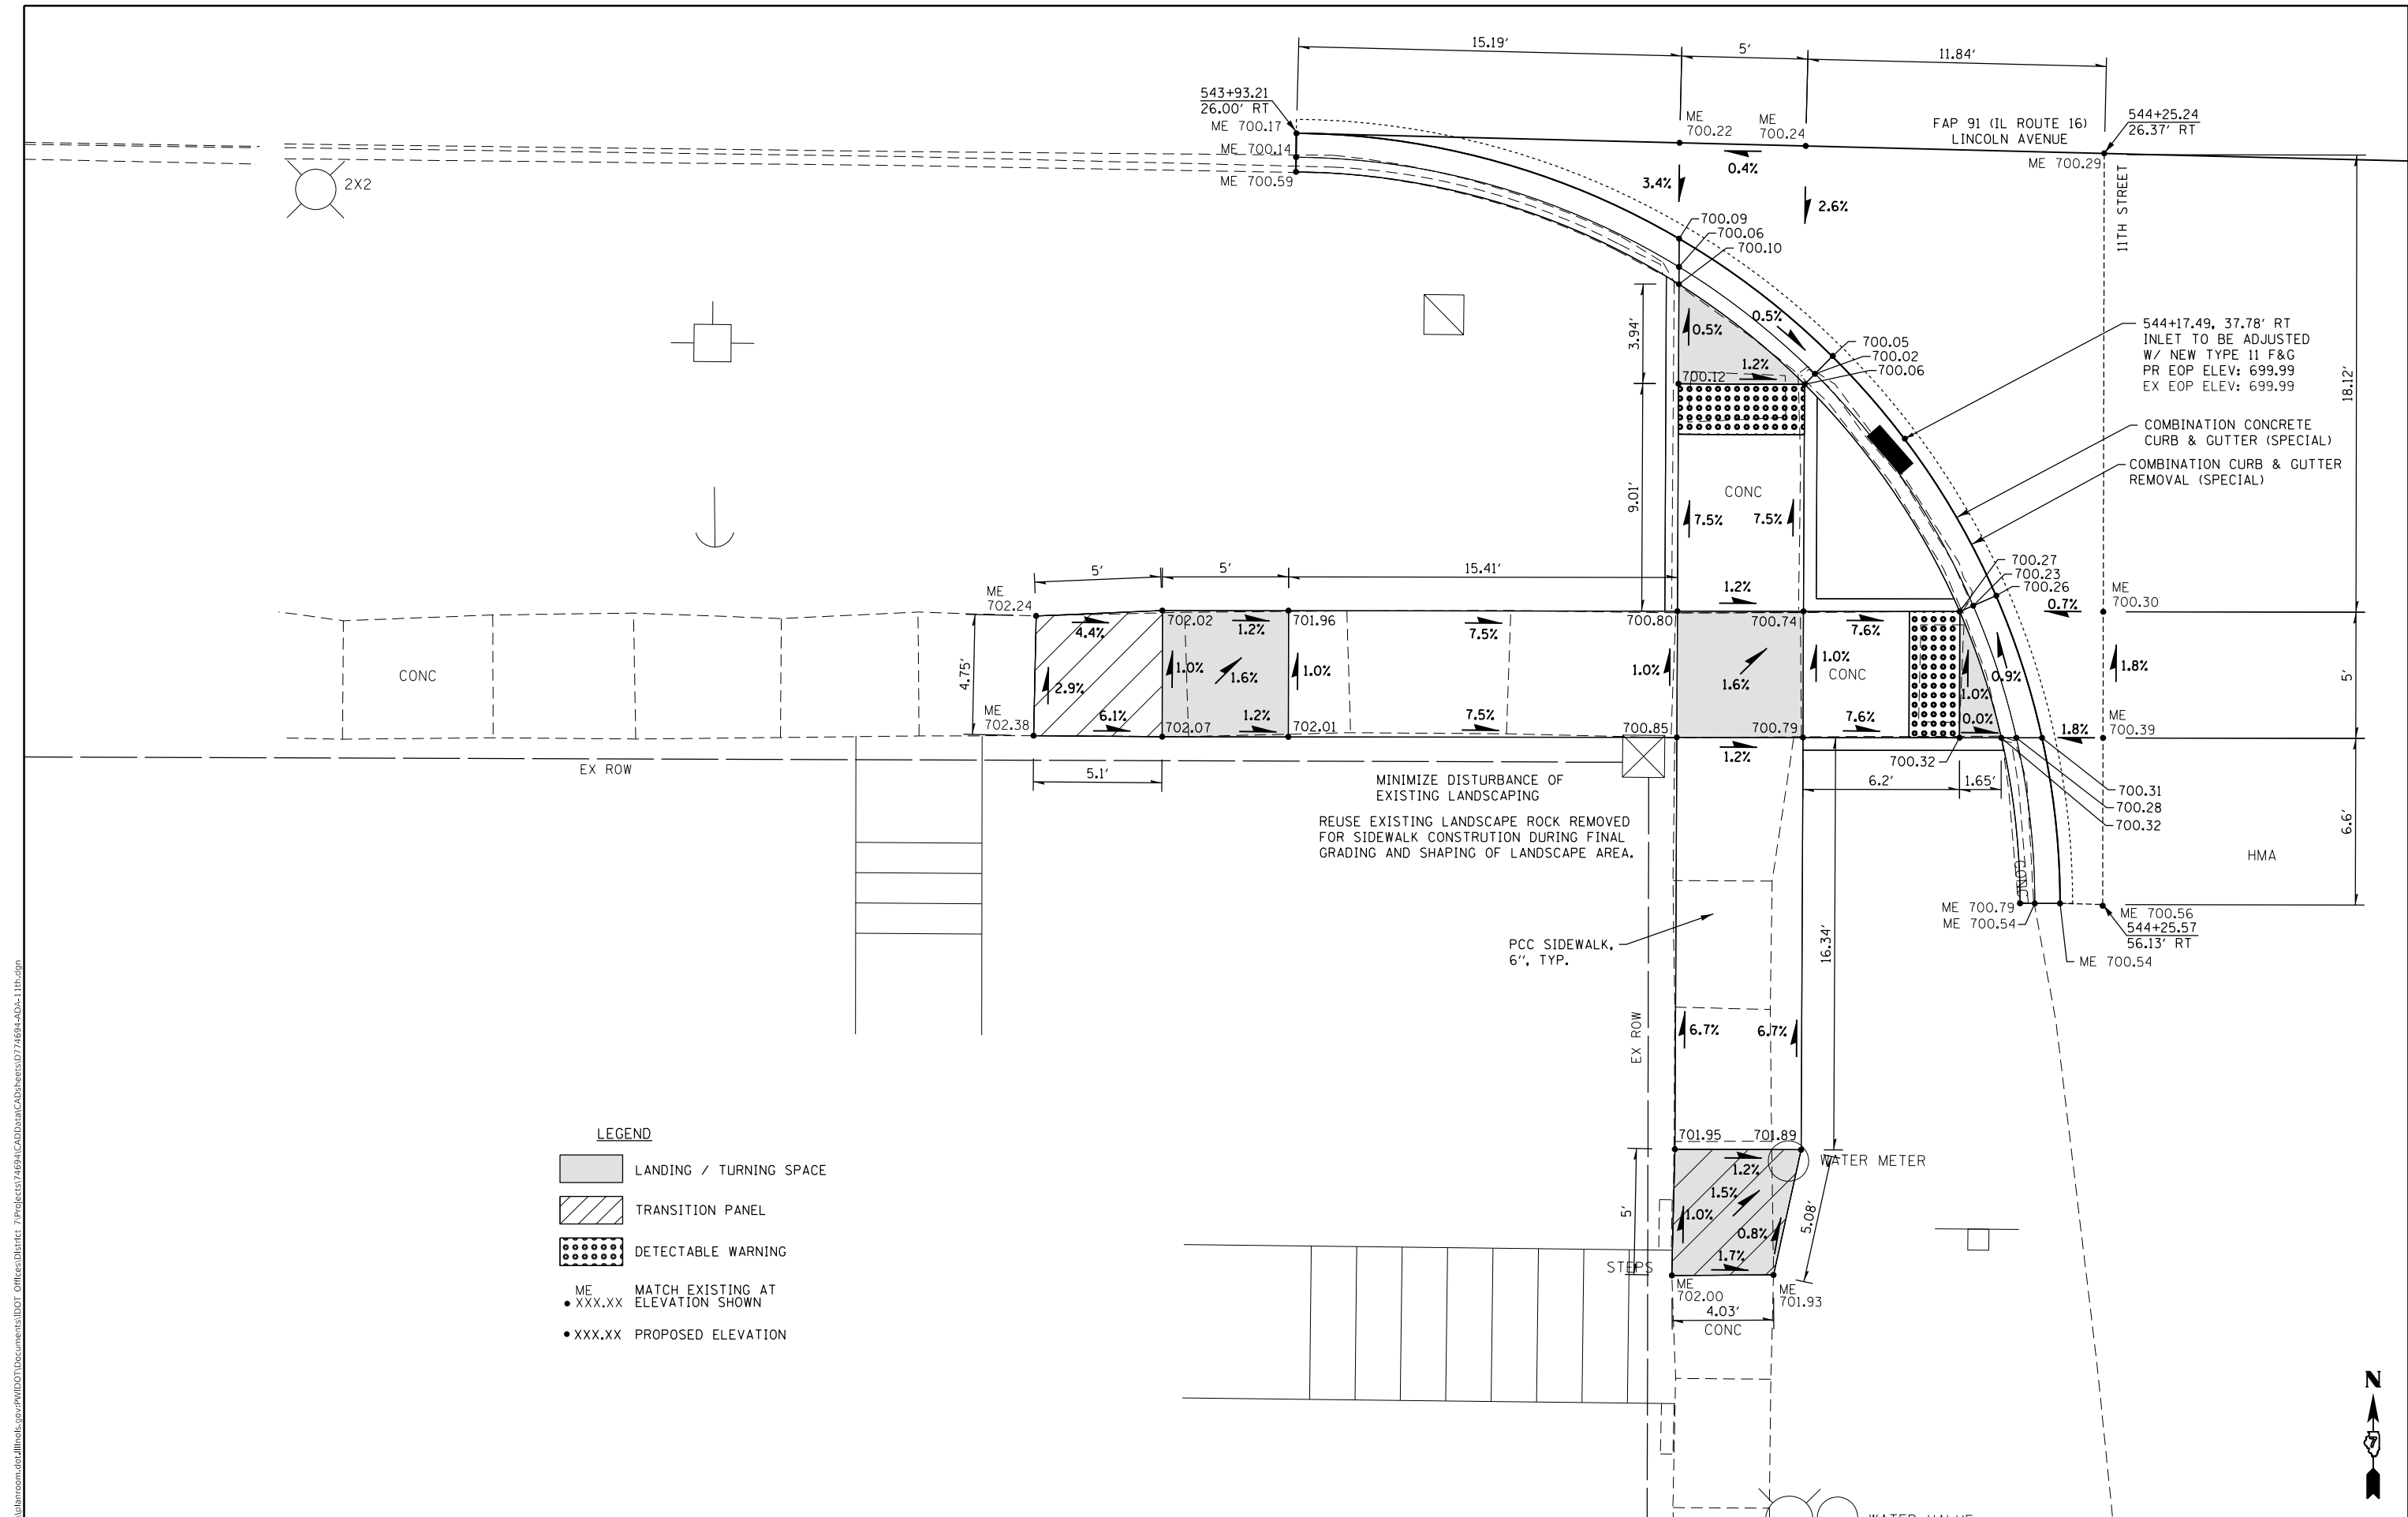 15.19'
5'
11.84'
543+93.21
26.00' RT
ME 700.17
ME 700.14
ME 700.59
ME
700.22
ME
700.24
FAP 91 (IL ROUTE 16)
LINCOLN AVENUE
544+25.24
26.37' RT
ME 700.29
11TH STREET
0.4%
3.4%
2.6%
2X2
700.09
700.06
700.10
3.94'
0.5%
0.5%
1.2%
700.12
700.05
700.02
700.06
544+17.49, 37.78' RT
INLET TO BE ADJUSTED
W/ NEW TYPE 11 F&G
PR EOP ELEV: 699.99
EX EOP ELEV: 699.99
18.12'
COMBINATION CONCRETE
CURB & GUTTER (SPECIAL)
COMBINATION CURB & GUTTER
REMOVAL (SPECIAL)
9.01'
CONC
7.5%
7.5%
1.2%
700.27
700.23
700.26
0.7%
ME
700.30
5'
5'
15.41'
ME
702.24
4.4%
702.02
1.2%
701.96
7.5%
700.80
700.74
7.6%
4.75'
CONC
2.9%
1.0%
1.6%
1.0%
1.0%
1.6%
1.0%
CONC
1.0%
0.9%
1.8%
5'
ME
702.38
6.1%
702.07
1.2%
702.01
7.5%
700.85
700.79
7.6%
0.0%
1.8%
ME
700.39
1.2%
700.32
EX ROW
5.1'
6.2'
1.65'
MINIMIZE DISTURBANCE OF
EXISTING LANDSCAPING
REUSE EXISTING LANDSCAPE ROCK REMOVED
FOR SIDEWALK CONSTRUTION DURING FINAL
GRADING AND SHAPING OF LANDSCAPE AREA.
700.31
700.28
700.32
6.6'
HMA
CONC
ME 700.79
ME 700.54
ME 700.56
544+25.57
56.13' RT
ME 700.54
PCC SIDEWALK,
6", TYP.
16.34'
EX ROW
6.7%
6.7%
701.95
701.89
WATER METER
1.2%
1.5%
1.0%
0.8%
1.7%
5'
5.08'
STEPS
ME
702.00
ME
701.93
4.03'
CONC
LEGEND
LANDING / TURNING SPACE
TRANSITION PANEL
DETECTABLE WARNING
ME
XXX.XX
MATCH EXISTING AT
ELEVATION SHOWN
XXX.XX PROPOSED ELEVATION
N
7
WATER VALVE